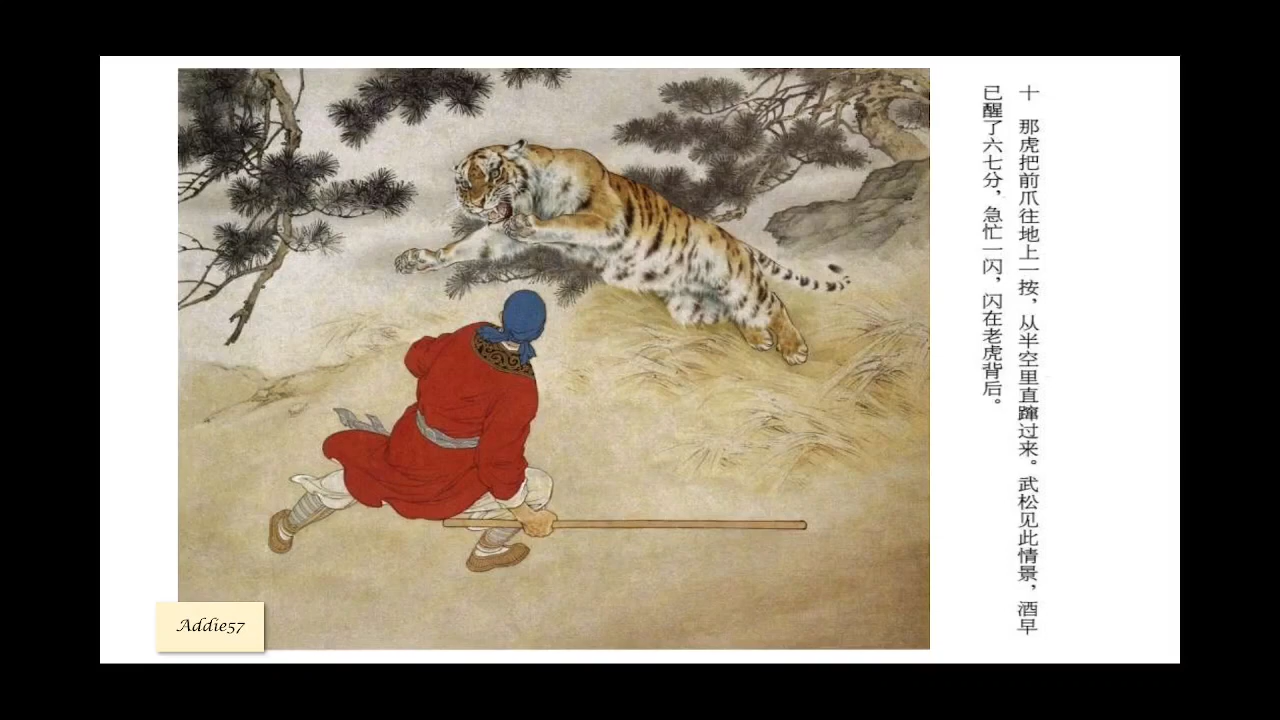 十　那虎把前爪往地上一按，从半空里直蹿过来。武松见此情景，酒早
已醒了六七分，急忙一闪，闪在老虎背后。
Addie57